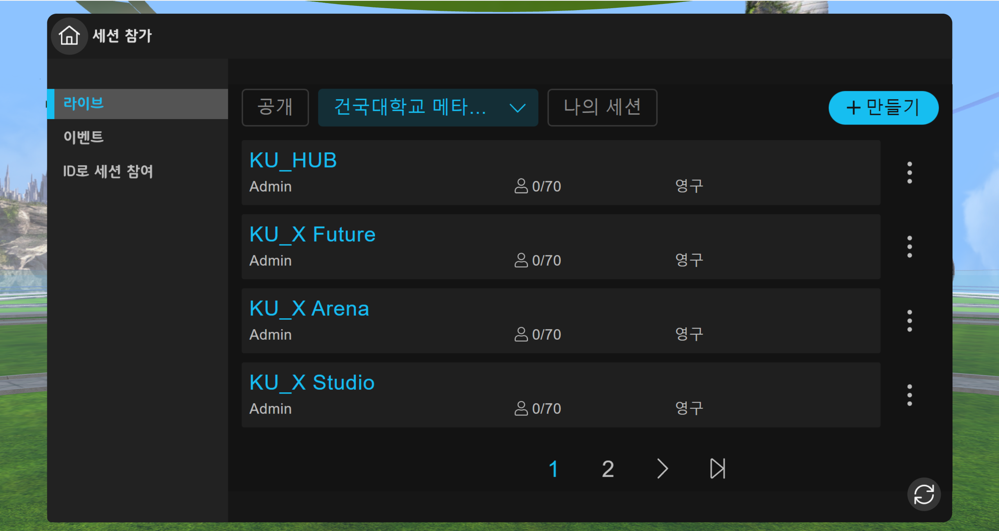 세션 참가
라이브
이벤트
ID로 세션 참여
공개
건국대학교 메타...
나의 세션
+ 만들기
KU_HUB
Admin
0/70
영구
KU_X Future
Admin
0/70
영구
KU_X Arena
Admin
0/70
영구
KU_X Studio
Admin
0/70
영구
1 2